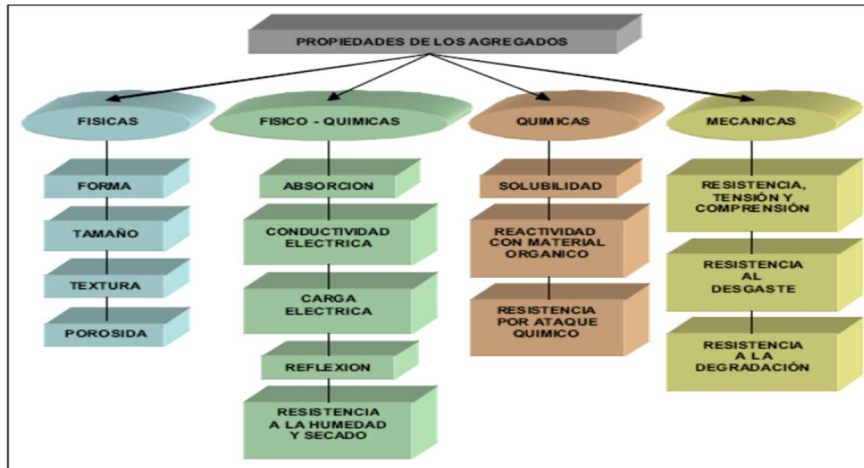 PROPIEDADES DE LOS AGREGADOS
FISICAS
FORMA
TAMAÑO
TEXTURA
POROSIDA
FISICO - QUIMICAS
ABSORCION
CONDUCTIVIDAD
ELECTRICA
CARGA
ELECTRICA
REFLEXION
RESISTENCIA
A LA HUMEDAD
Y SECADO
QUIMICAS
SOLUBILIDAD
REACTIVIDAD
CON MATERIAL
ORGANICO
RESISTENCIA
POR ATAQUE
QUIMICO
MECANICAS
RESISTENCIA,
TENSIÓN Y
COMPRENSIÓN
RESISTENCIA
AL
DESGASTE
RESISTENCIA
A LA
DEGRADACIÓN